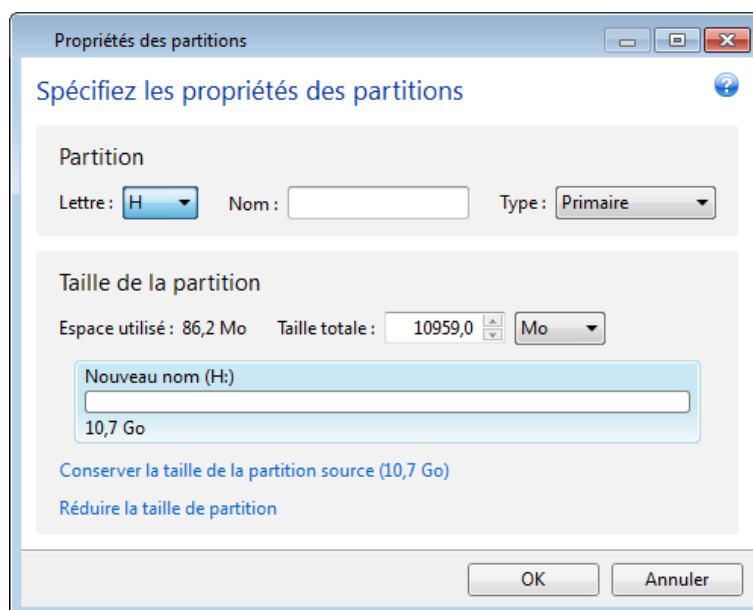 Propriétés des partitions
Spécifiez les propriétés des partitions
Partition
Lettre : H Nom : Type : Primaire
Taille de la partition
Espace utilisé : 86,2 Mo Taille totale : 10959,0 Mo
Nouveau nom (H:)
10,7 Go
Conserver la taille de la partition source (10,7 Go)
Réduire la taille de partition
OK Annuler